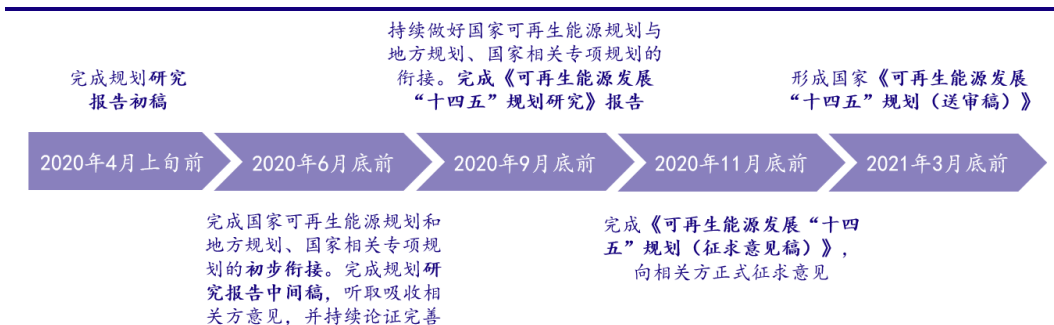 持续做好国家可再生能源规划与
地方规划、国家相关专项规划的
衔接。完成《可再生能源发展
“十四五”规划研究》报告
完成规划研究
报告初稿
形成国家《可再生能源发展
“十四五”规划（送审稿）》
2020年4月上旬前
2020年6月底前
2020年9月底前
2020年11月底前
2021年3月底前
完成国家可再生能源规划和
地方规划、国家相关专项规
划的初步衔接。完成规划研
究报告中间稿，听取吸收相
关方意见，并持续论证完善
完成《可再生能源发展“十四
五”规划（征求意见稿）》，
向相关方正式征求意见